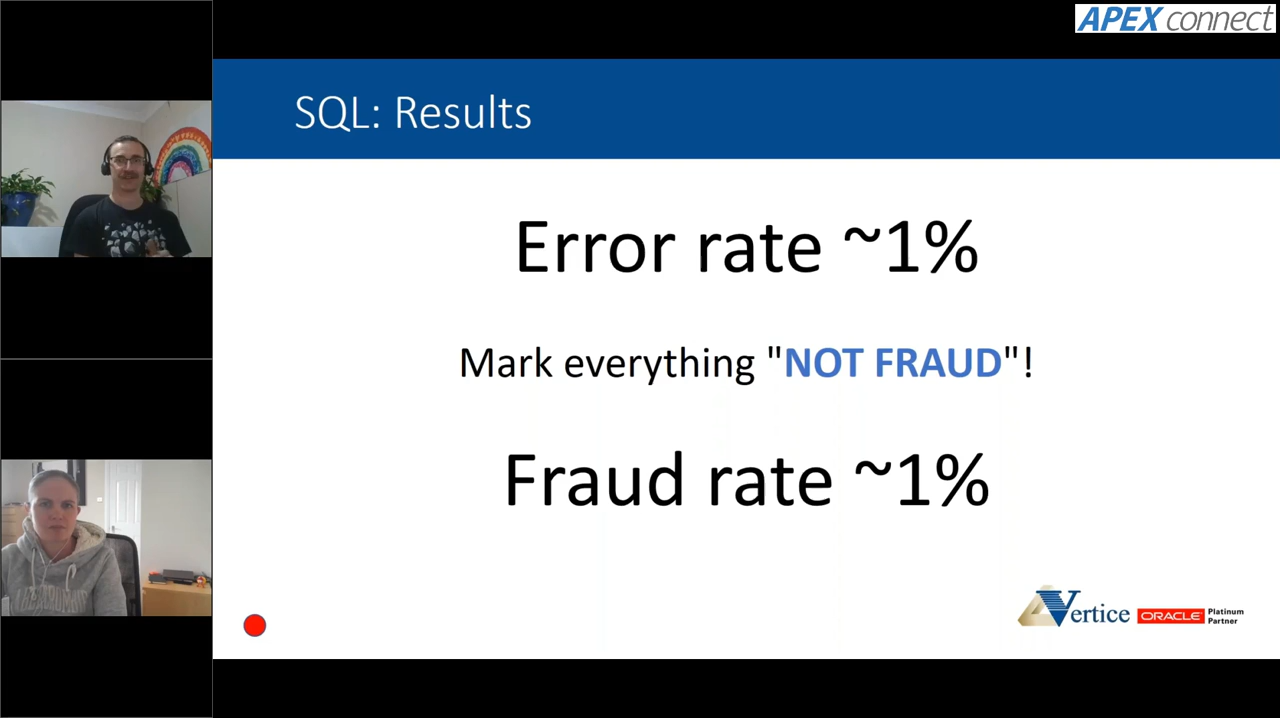 APEX connect
SQL: Results
Error rate ~1%
Mark everything "NOT FRAUD"!
Fraud rate ~1%
Vertice ORACLE Platinum
Partner